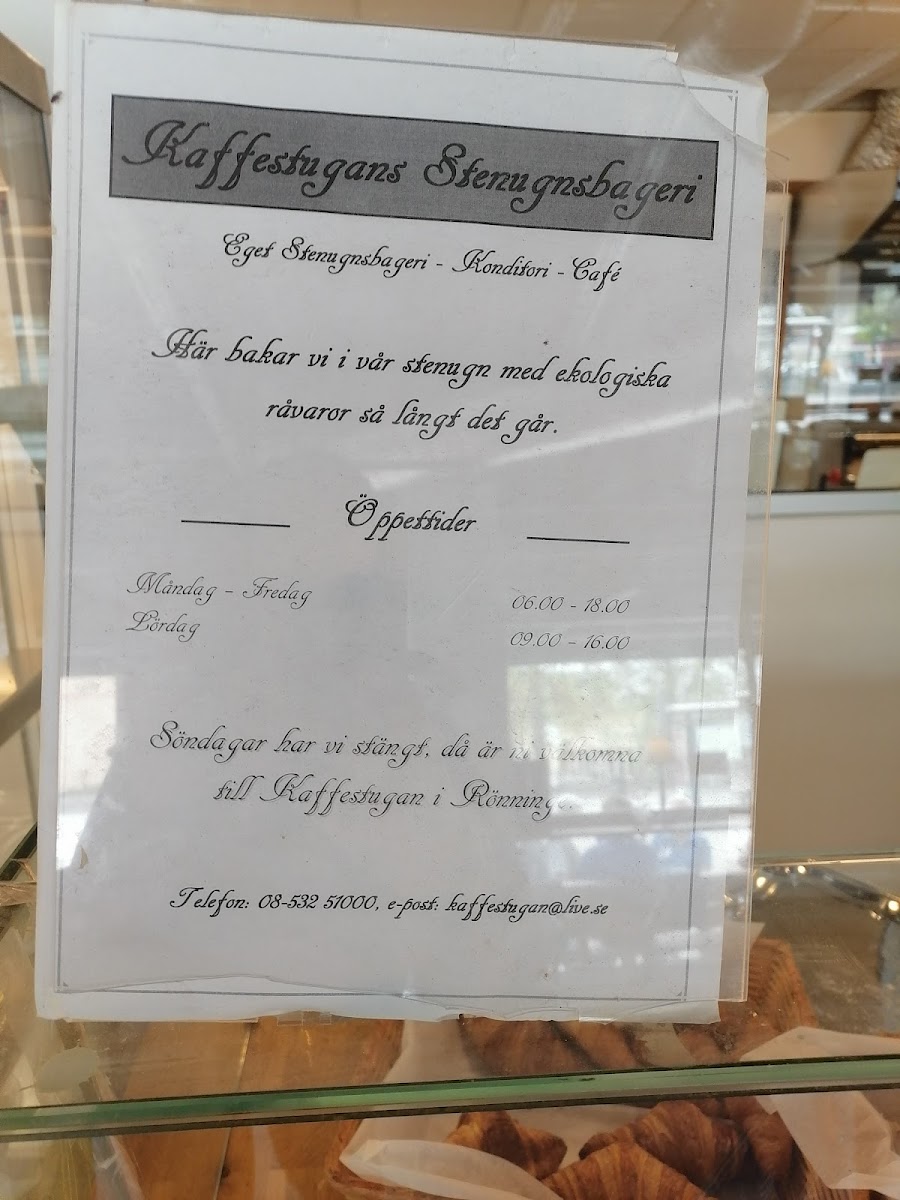 Kaffestugans Stenugnsbageri
Eget Stenugnsbageri - Konditori - Café
Här bakar vi i vår stenugn med ekologiska
råvaror så långt det går.
Öppettider
Måndag - Fredag 06.00 - 18.00
Lördag 09.00 - 16.00
Söndagar har vi stängt, då är ni välkomna
till Kaffestugan i Rönninge.
Telefon: 08-532 51000, e-post: kaffestugan@live.se